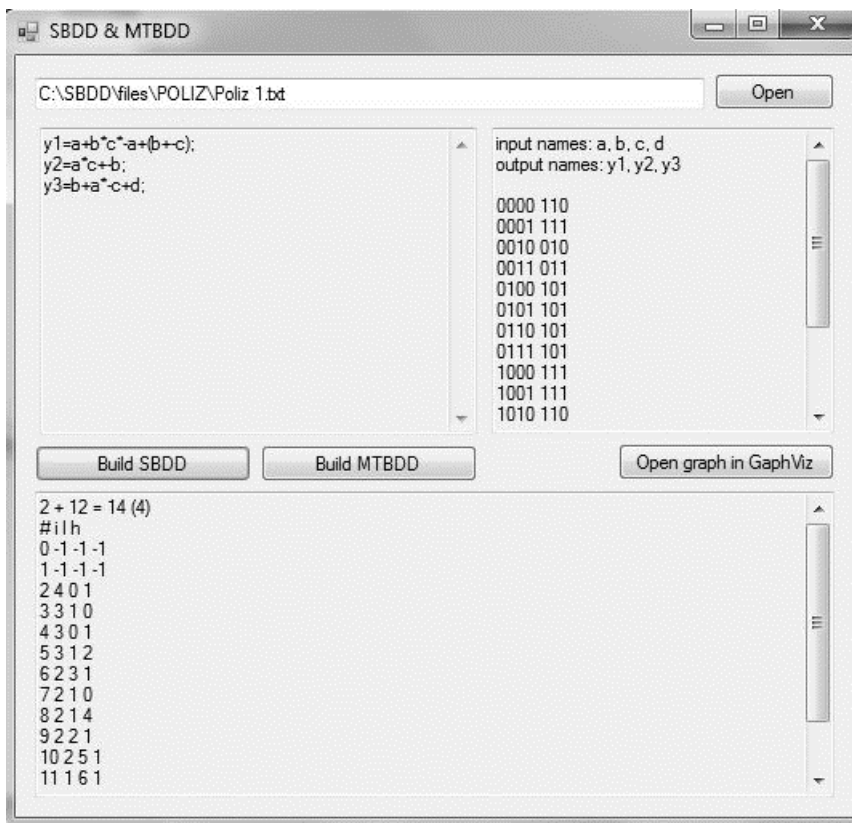 SBDD & MTBDD
C:\SBDD\files\POLIZ\Poliz 1.txt
Open
y1=a+b*c*-a+(b+-c);
y2=a*c+-b;
y3=b+a*-c+d;
input names: a, b, c, d
output names: y1, y2, y3
0000 110
0001 111
0010 010
0011 011
0100 101
0101 101
0110 101
0111 101
1000 111
1001 111
1010 110
Build SBDD
Build MTBDD
Open graph in GaphViz
2 + 12 = 14 (4)
# i l h
0 -1 -1 -1
1 -1 -1 -1
2 4 0 1
3 3 1 0
4 3 0 1
5 3 1 2
6 2 3 1
7 2 1 0
8 2 1 4
9 2 2 1
10 2 5 1
11 1 6 1